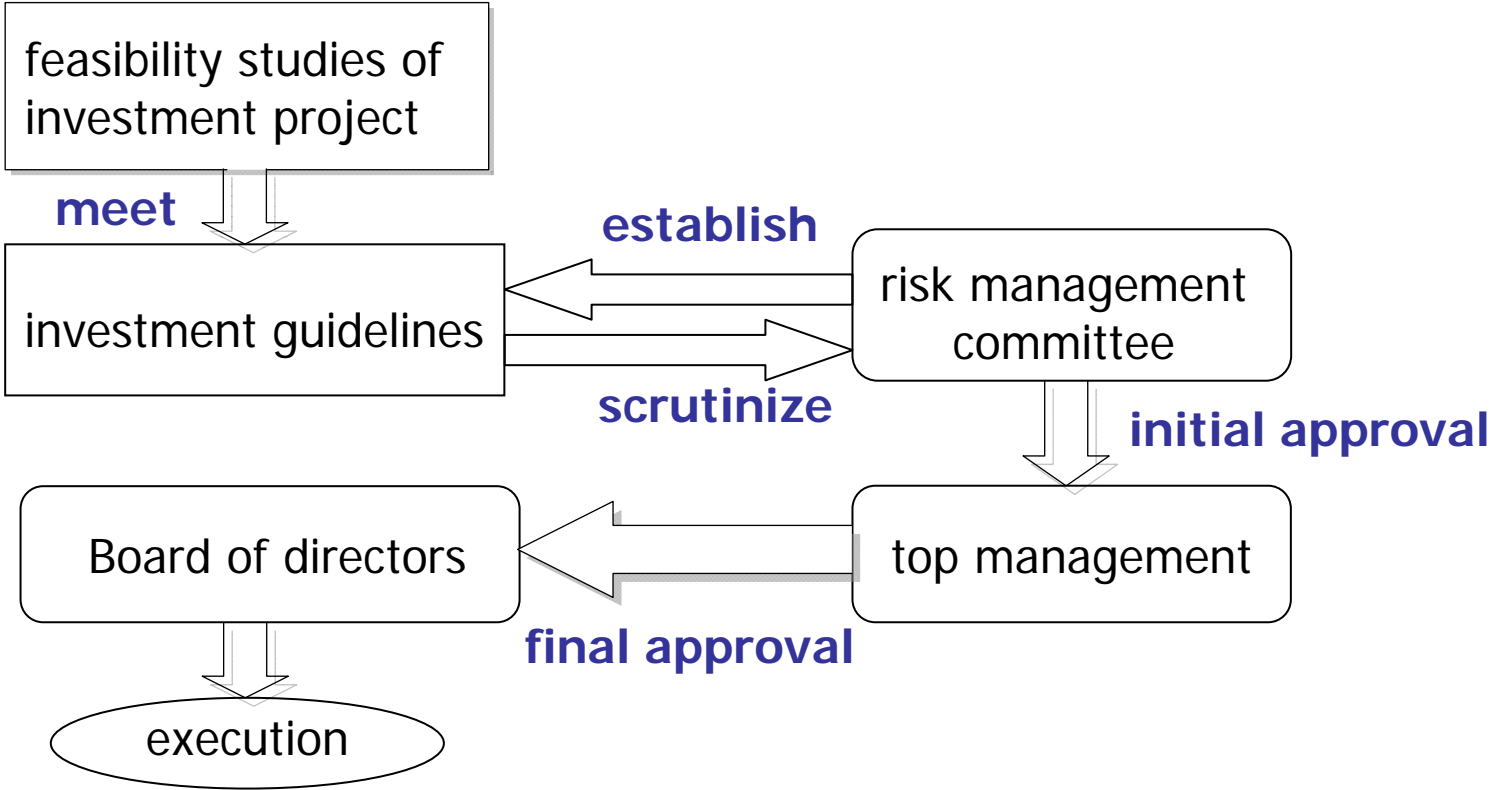 feasibility studies of
investment project
meet
establish
investment guidelines
risk management
committee
scrutinize
initial approval
Board of directors
top management
final approval
execution